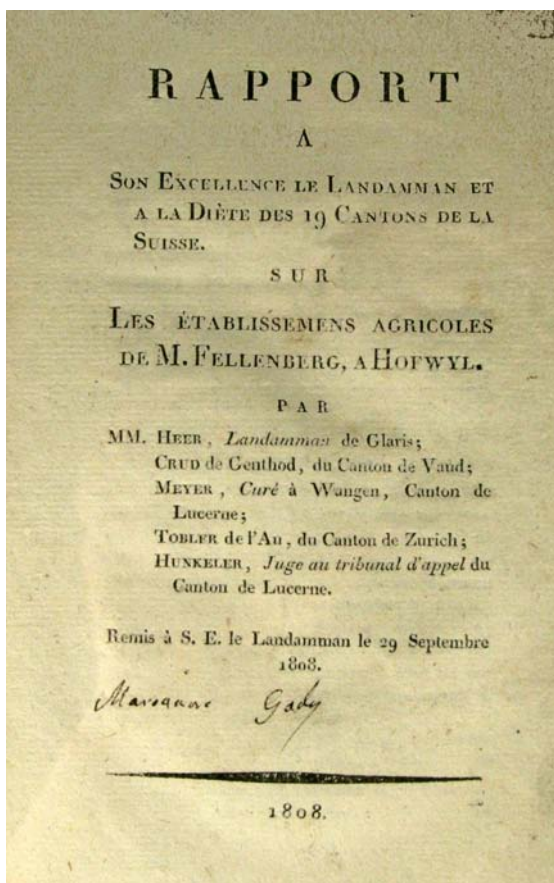 RAPPORT
A
SON EXCELLENCE LE LANDAMMAN ET
A LA DIÈTE DES 19 CANTONS DE LA
SUISSE.
SUR
LES ÉTABLISSEMENS AGRICOLES
DE M. FELLENBERG, A HOFWYL.
PAR
MM. HEER, Landamman de Glaris;
CRUD de Genthod, du Canton de Vaud;
MEYER, Curé à Wangen, Canton de
Lucerne;
TOBLER de l'Au, du Canton de Zurich;
HUNKELER, Juge au tribunal d'appel du
Canton de Lucerne.
Remis à S. E. le Landamman le 29 Septembre
1808.
Gady
1808.